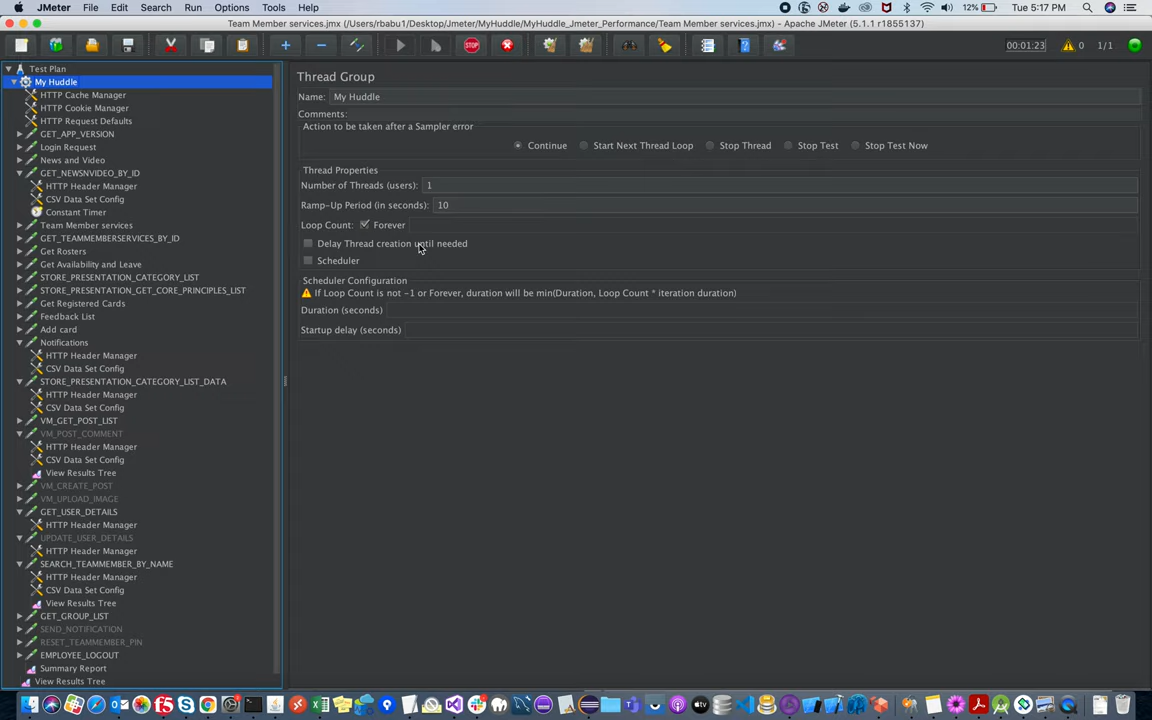 JMeter File Edit Search Run Options Tools Help 12% Tue 5:17 PM
Team Member services.jmx (/Users/rbabu1/Desktop/Jmeter/MyHuddle/MyHuddle_Jmeter_Performance/Team Member services.jmx) - Apache JMeter (5.1.1 r1855137)
STOP 00:01:23 0 1/1
Test Plan
My Huddle
HTTP Cache Manager
HTTP Cookie Manager
HTTP Request Defaults
GET_APP_VERSION
Login Request
News and Video
GET_NEWSNVIDEO_BY_ID
HTTP Header Manager
CSV Data Set Config
Constant Timer
Team Member services
GET_TEAMMEMBERSERVICES_BY_ID
Get Rosters
Get Availability and Leave
STORE_PRESENTATION_CATEGORY_LIST
STORE_PRESENTATION_GET_CORE_PRINCIPLES_LIST
Get Registered Cards
Feedback List
Add card
Notifications
HTTP Header Manager
CSV Data Set Config
STORE_PRESENTATION_CATEGORY_LIST_DATA
HTTP Header Manager
CSV Data Set Config
VM_GET_POST_LIST
VM_POST_COMMENT
HTTP Header Manager
CSV Data Set Config
View Results Tree
VM_CREATE_POST
VM_UPLOAD_IMAGE
GET_USER_DETAILS
HTTP Header Manager
UPDATE_USER_DETAILS
HTTP Header Manager
SEARCH_TEAMMEMBER_BY_NAME
HTTP Header Manager
CSV Data Set Config
View Results Tree
GET_GROUP_LIST
SEND_NOTIFICATION
RESET_TEAMMEMBER_PIN
EMPLOYEE_LOGOUT
Summary Report
View Results Tree
Thread Group
Name: My Huddle
Comments:
Action to be taken after a Sampler error
Continue Start Next Thread Loop Stop Thread Stop Test Stop Test Now
Thread Properties
Number of Threads (users): 1
Ramp-Up Period (in seconds): 10
Loop Count: Forever
Delay Thread creation until needed
Scheduler
Scheduler Configuration
If Loop Count is not -1 or Forever, duration will be min(Duration, Loop Count * iteration duration)
Duration (seconds)
Startup delay (seconds)